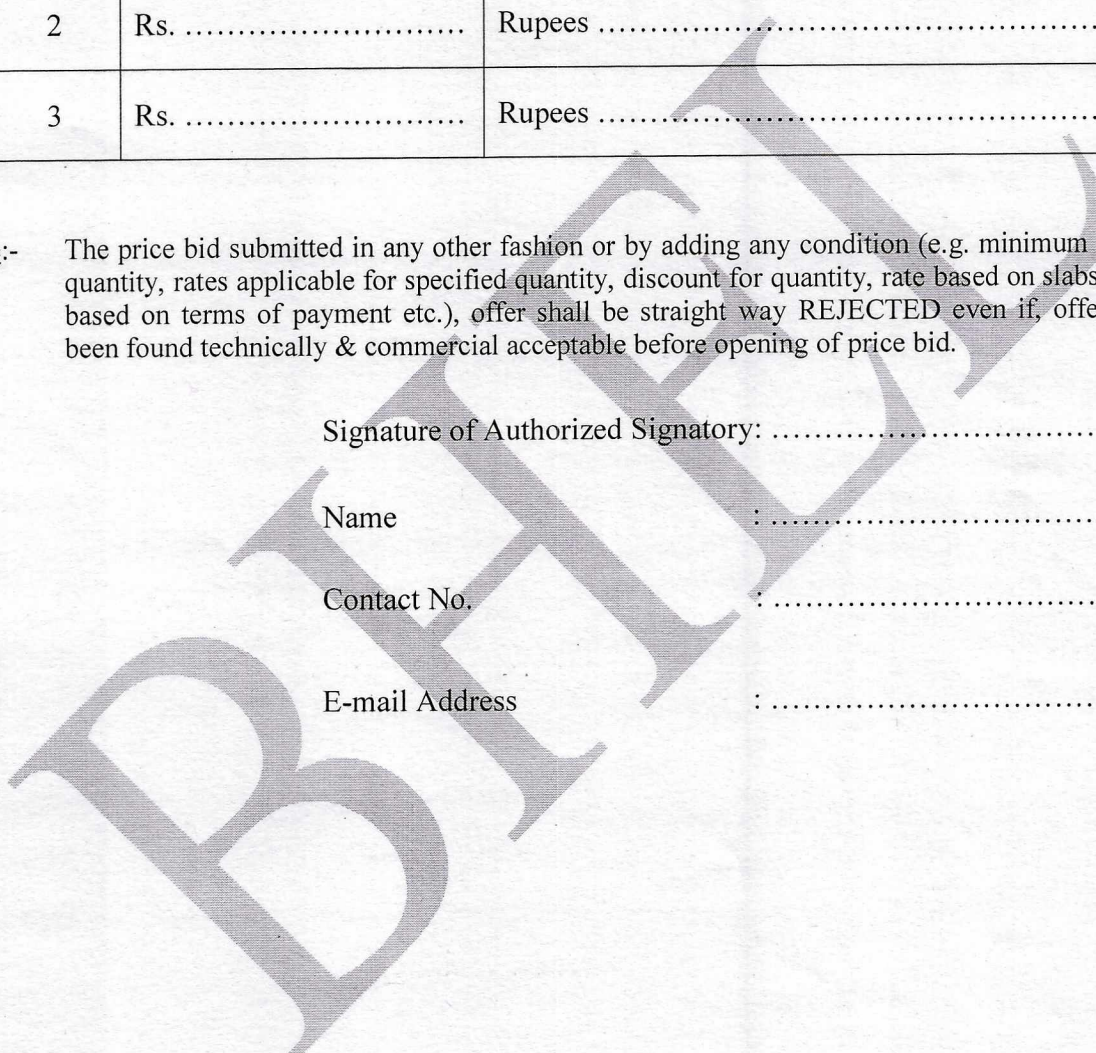 2 Rs. ............................ Rupees ....................................................
3 Rs. ............................ Rupees ....................................................
:- The price bid submitted in any other fashion or by adding any condition (e.g. minimum
quantity, rates applicable for specified quantity, discount for quantity, rate based on slabs
based on terms of payment etc.), offer shall be straight way REJECTED even if, offe
been found technically & commercial acceptable before opening of price bid.
Signature of Authorized Signatory: ................................
Name : ................................
Contact No. : ................................
E-mail Address : ................................
BHEL